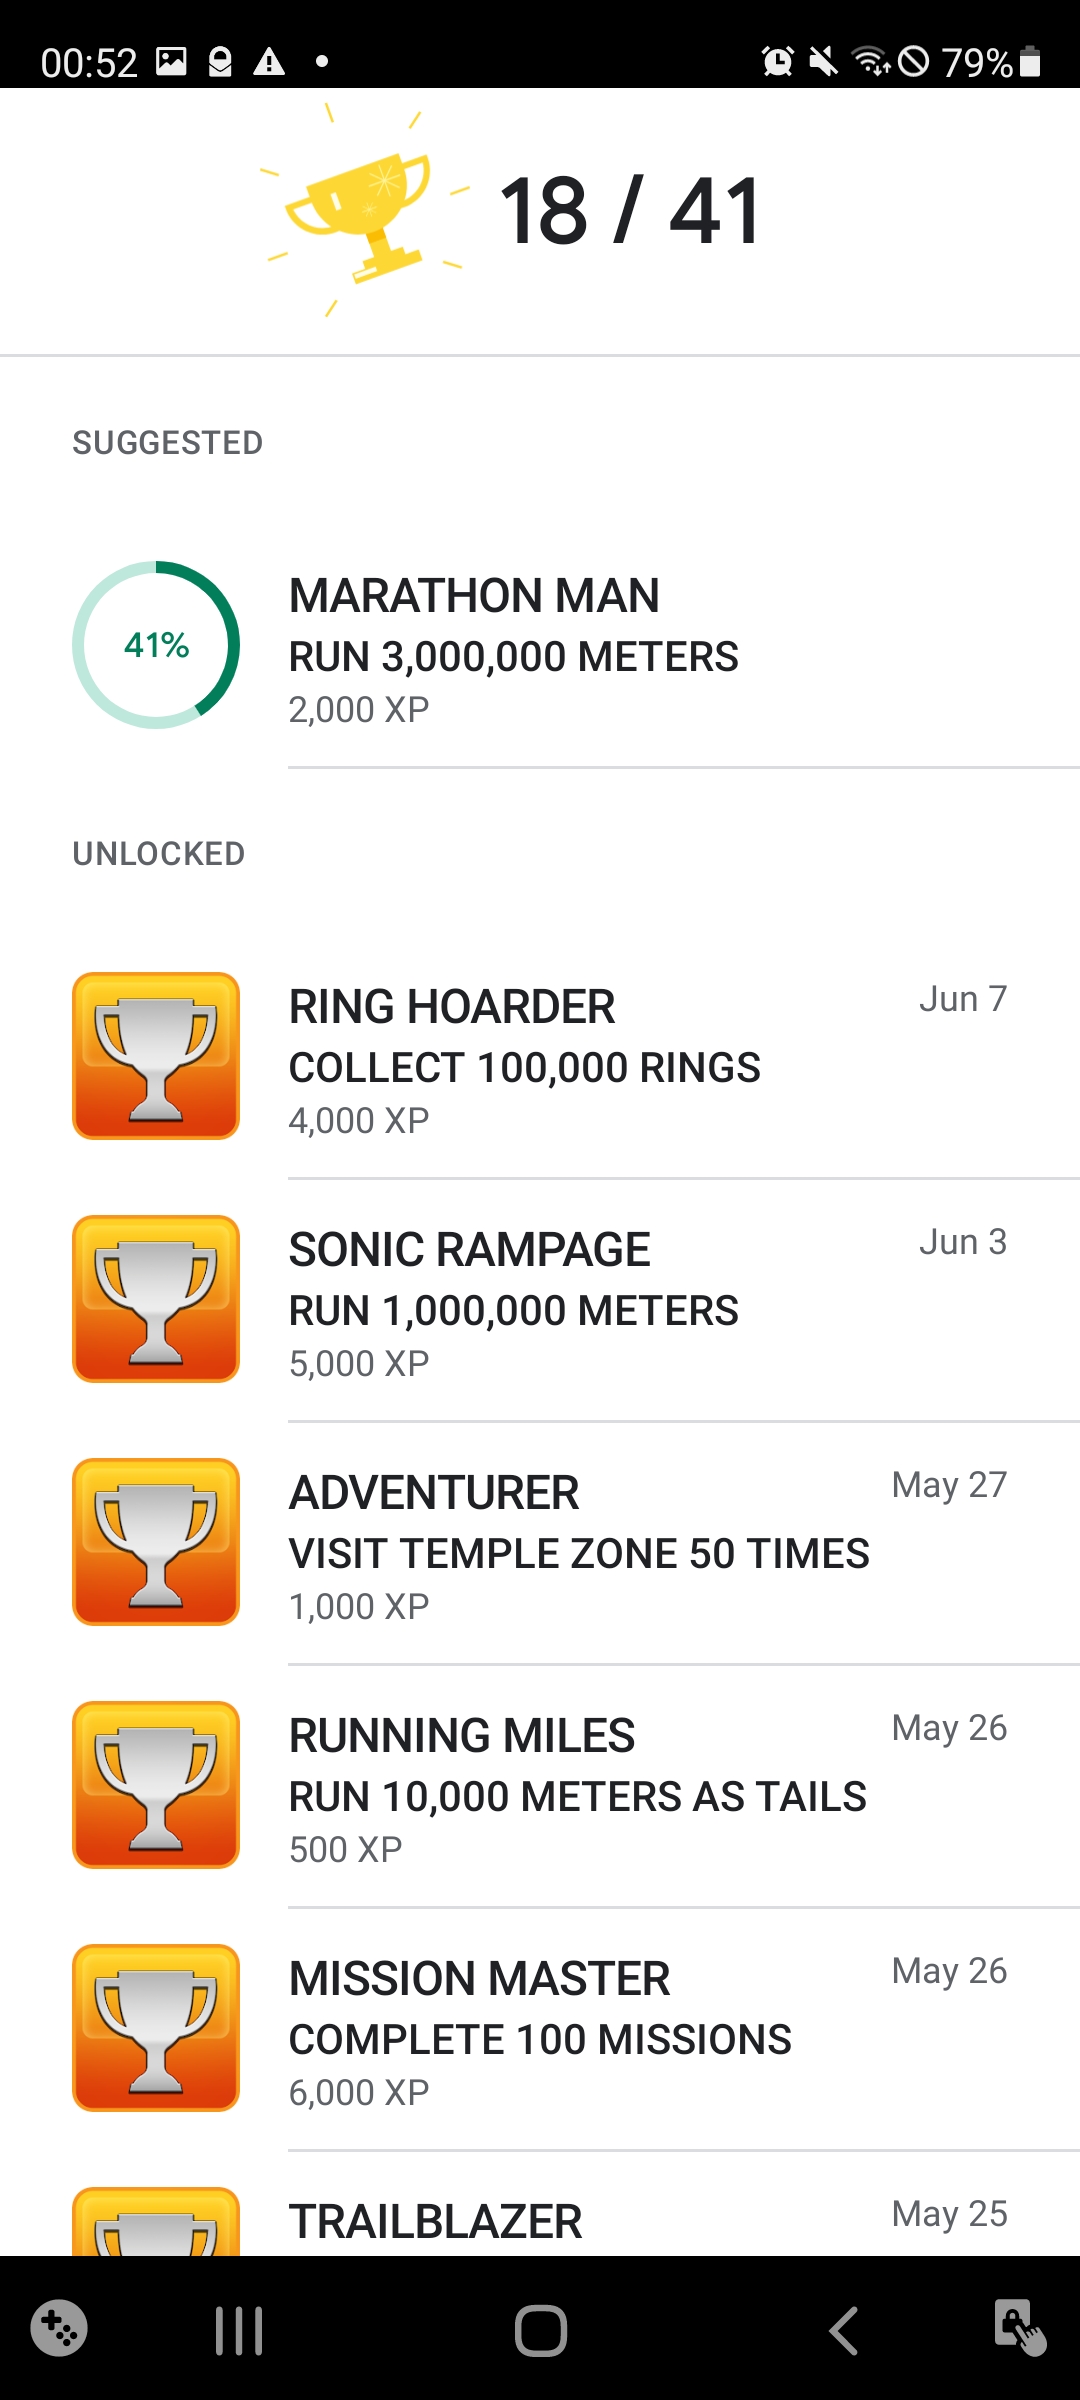 00:52 79%
18 / 41
SUGGESTED
41%
MARATHON MAN
RUN 3,000,000 METERS
2,000 XP
UNLOCKED
RING HOARDER Jun 7
COLLECT 100,000 RINGS
4,000 XP
SONIC RAMPAGE Jun 3
RUN 1,000,000 METERS
5,000 XP
ADVENTURER May 27
VISIT TEMPLE ZONE 50 TIMES
1,000 XP
RUNNING MILES May 26
RUN 10,000 METERS AS TAILS
500 XP
MISSION MASTER May 26
COMPLETE 100 MISSIONS
6,000 XP
TRAILBLAZER May 25